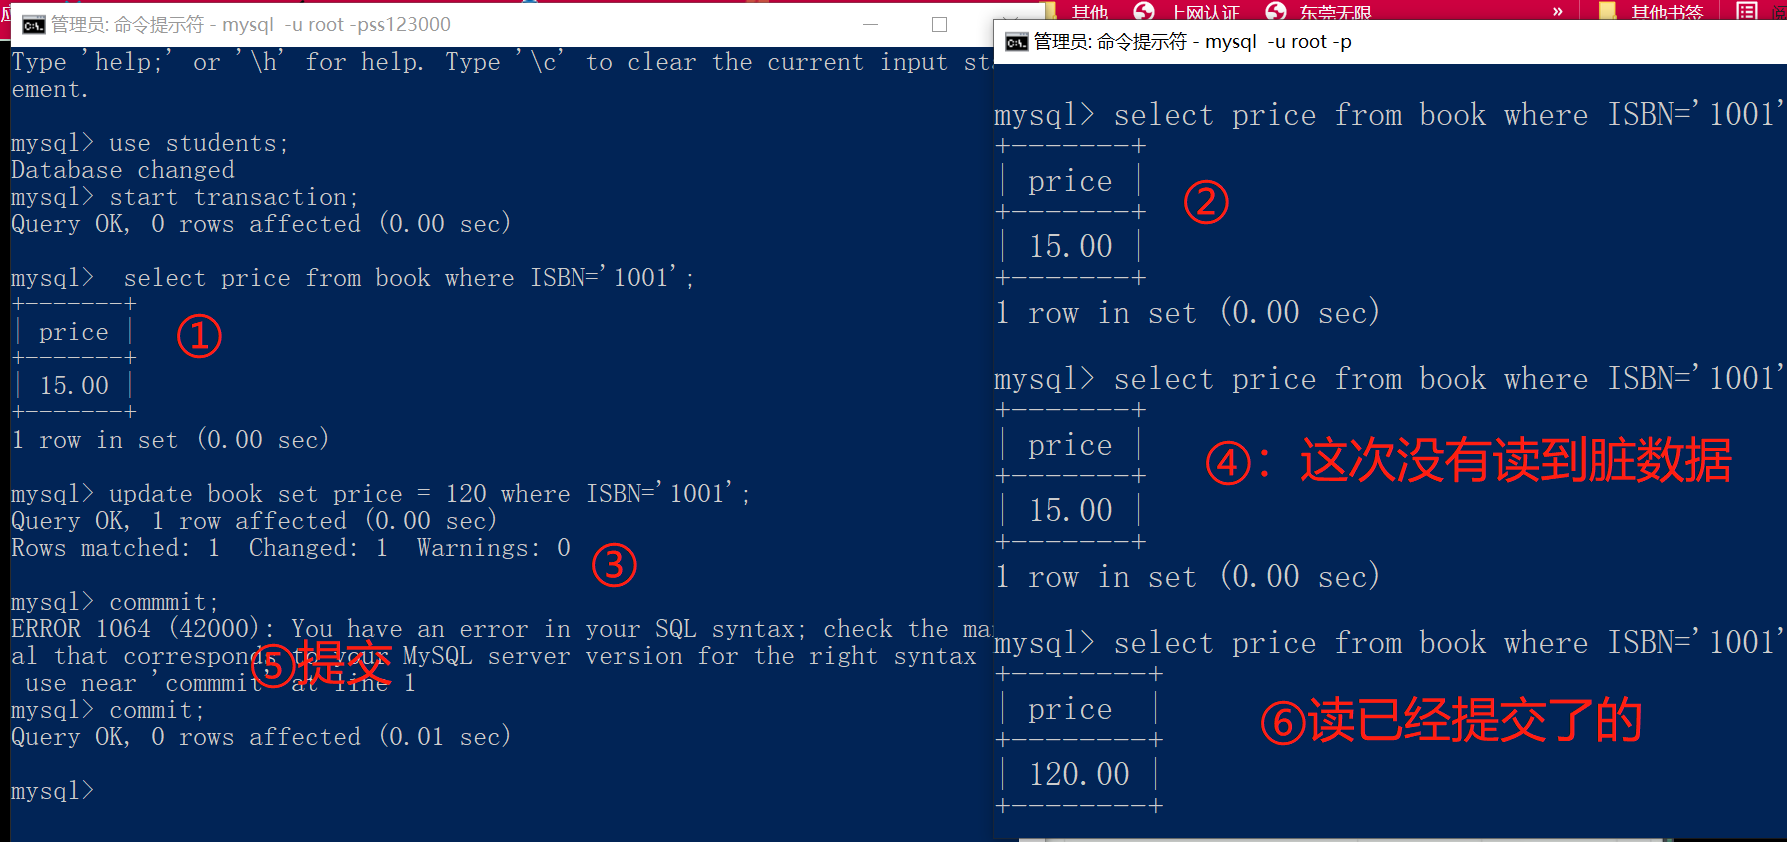 其他
上网认证
东莞无限
»
其他书签
管理员: 命令提示符 - mysql  -u root -pss123000
Type 'help;' or '\h' for help. Type '\c' to clear the current input
ement.
mysql> use students;
Database changed
mysql> start transaction;
Query OK, 0 rows affected (0.00 sec)
mysql>  select price from book where ISBN='1001';
+-------+
| price |
+-------+
| 15.00 |
+-------+
①
1 row in set (0.00 sec)
mysql> update book set price = 120 where ISBN='1001';
Query OK, 1 row affected (0.00 sec)
Rows matched: 1  Changed: 1  Warnings: 0
③
mysql> commmit;
ERROR 1064 (42000): You have an error in your SQL syntax; check the
al that corresponds to your MySQL server version for the right syntax
use near 'commmit' at line 1
⑤提交
mysql> commit;
Query OK, 0 rows affected (0.01 sec)
mysql>
管理员: 命令提示符 - mysql  -u root -p
mysql> select price from book where ISBN='1001'
+-------+
| price |
+-------+
| 15.00 |
+-------+
②
1 row in set (0.00 sec)
mysql> select price from book where ISBN='1001'
+-------+
| price |
+-------+
| 15.00 |
+-------+
④：这次没有读到脏数据
1 row in set (0.00 sec)
mysql> select price from book where ISBN='1001'
+--------+
| price  |
+--------+
| 120.00 |
+--------+
⑥读已经提交了的